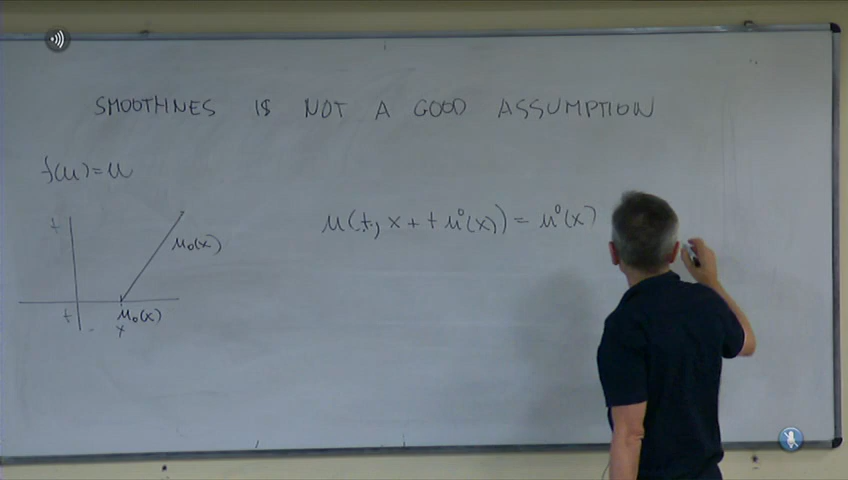 SMOOTHNES IS NOT A GOOD ASSUMPTION
f(u)=u
t
u(t, x + t u⁰(x)) = u⁰(x)
u₀(x)
t
u₀(x)
x